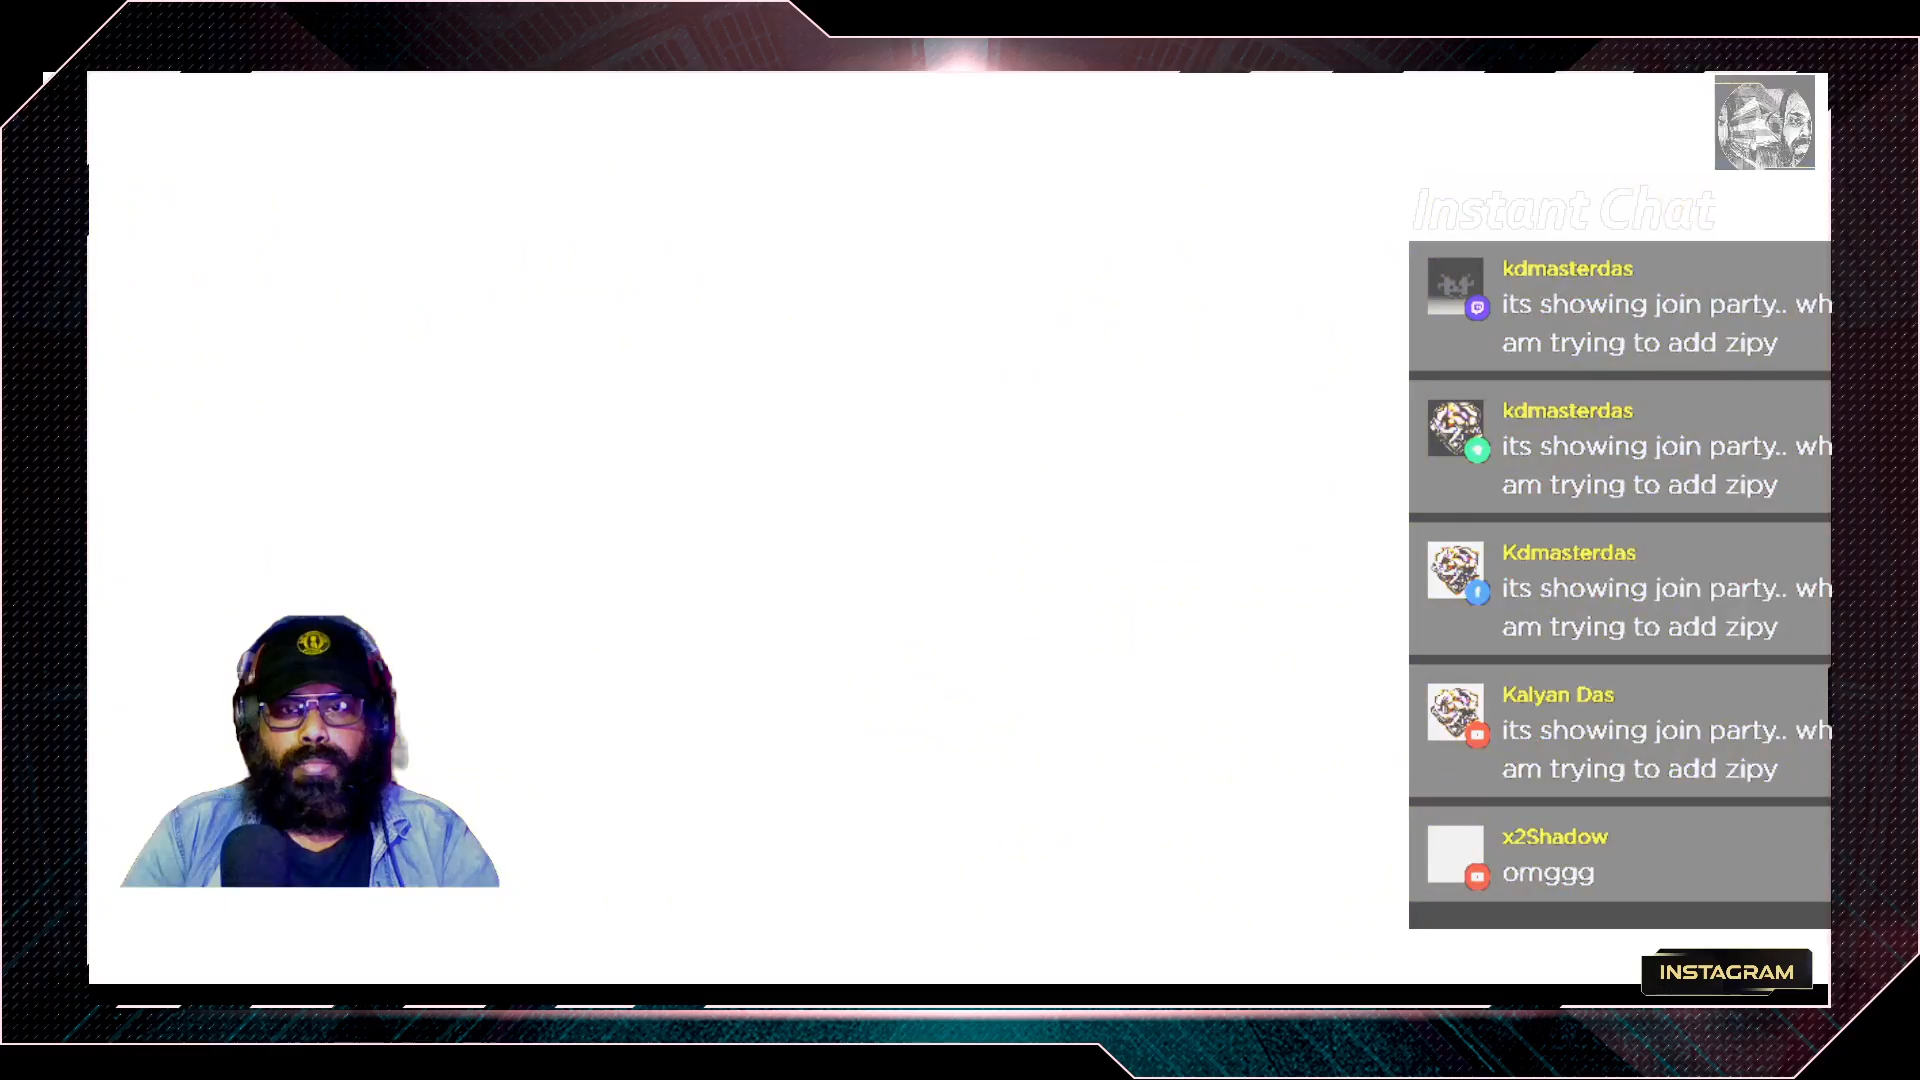 Instant Chat
kdmasterdas
its showing join party.. wh
am trying to add zipy
kdmasterdas
its showing join party.. wh
am trying to add zipy
Kdmasterdas
its showing join party.. wh
am trying to add zipy
Kalyan Das
its showing join party.. wh
am trying to add zipy
x2Shadow
omggg
INSTAGRAM